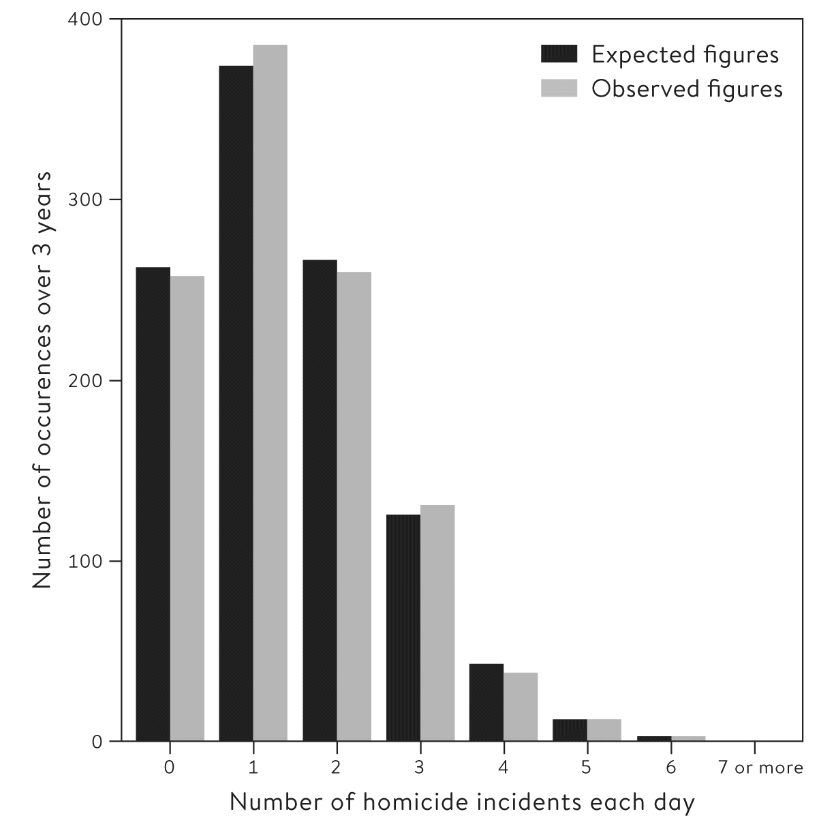 400
300
200
100
0
Number of occurences over 3 years
Expected figures
Observed figures
0 1 2 3 4 5 6 7 or more
Number of homicide incidents each day